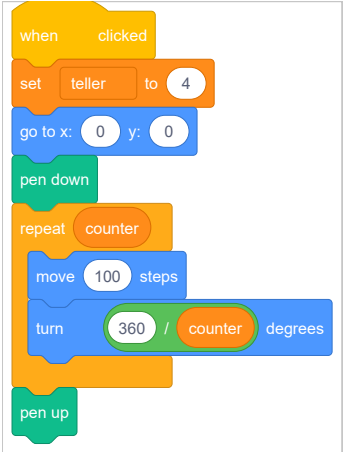 when clicked
set teller to 4
go to x: 0 y: 0
pen down
repeat counter
move 100 steps
turn 360 / counter degrees
pen up